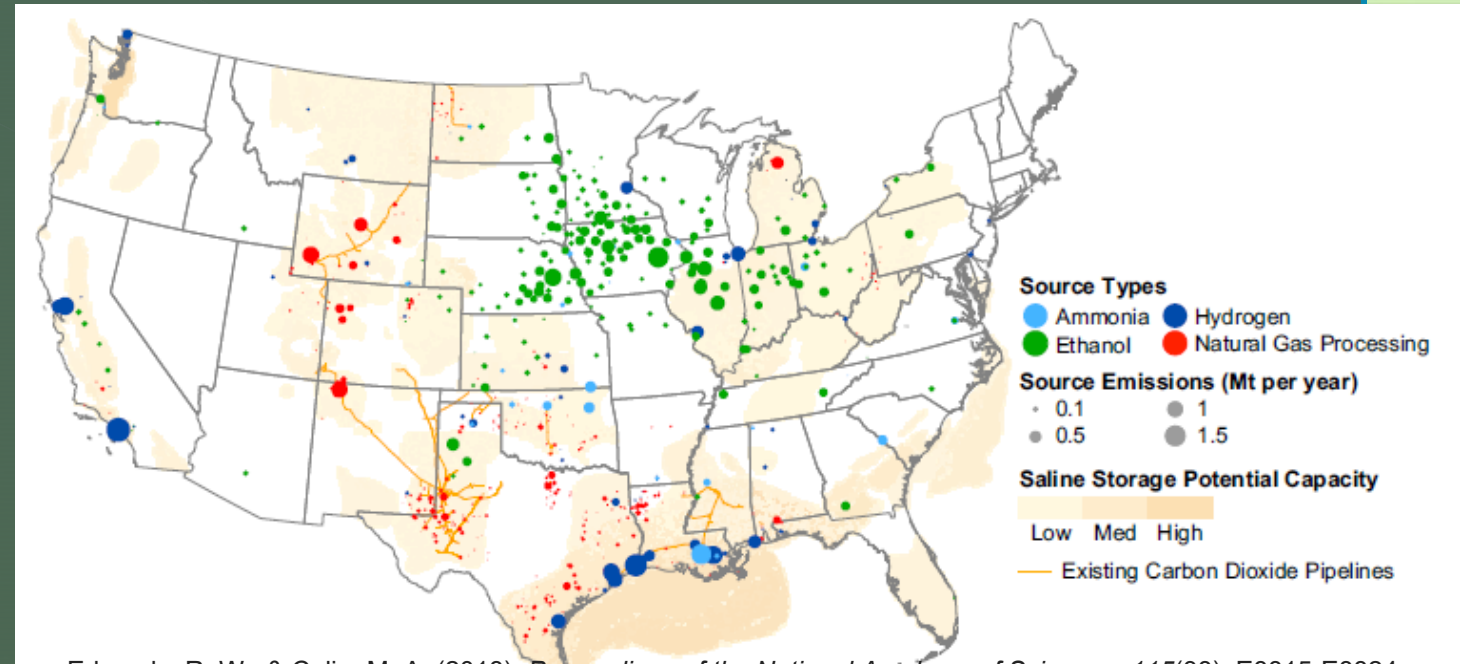 Source Types
Ammonia Hydrogen
Ethanol Natural Gas Processing
Source Emissions (Mt per year)
0.1 1
0.5 1.5
Saline Storage Potential Capacity
Low Med High
Existing Carbon Dioxide Pipelines